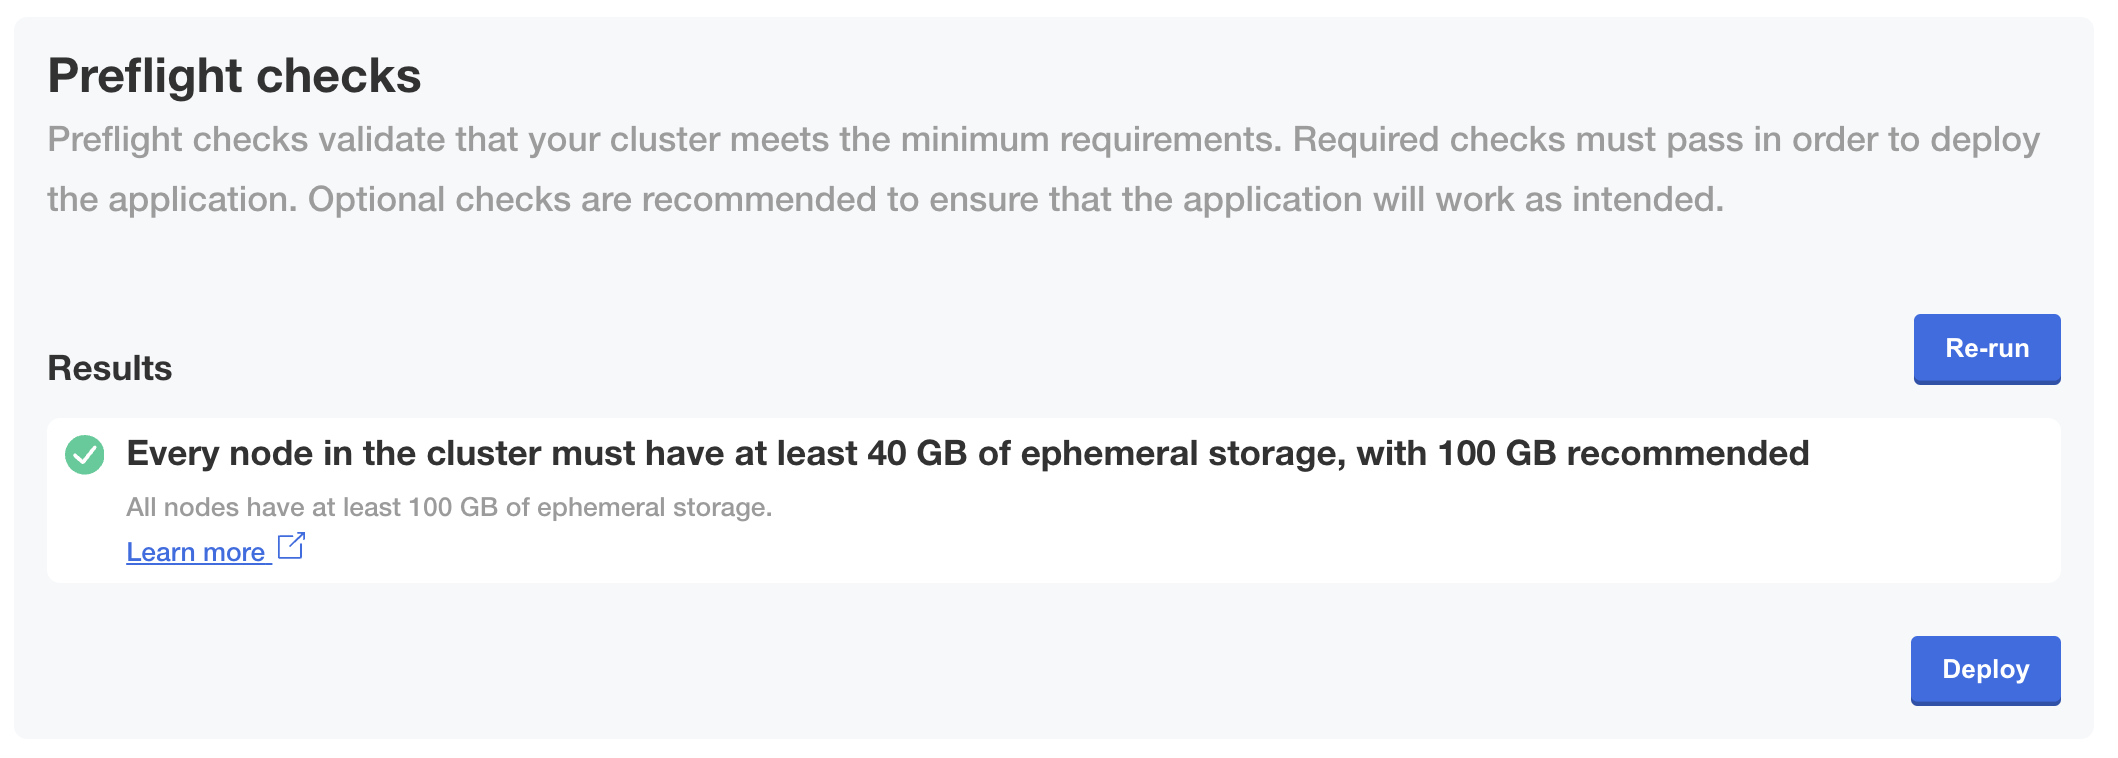 Preflight checks
Preflight checks validate that your cluster meets the minimum requirements. Required checks must pass in order to deploy
the application. Optional checks are recommended to ensure that the application will work as intended.
Re-run
Results
Every node in the cluster must have at least 40 GB of ephemeral storage, with 100 GB recommended
All nodes have at least 100 GB of ephemeral storage.
Learn more
Deploy